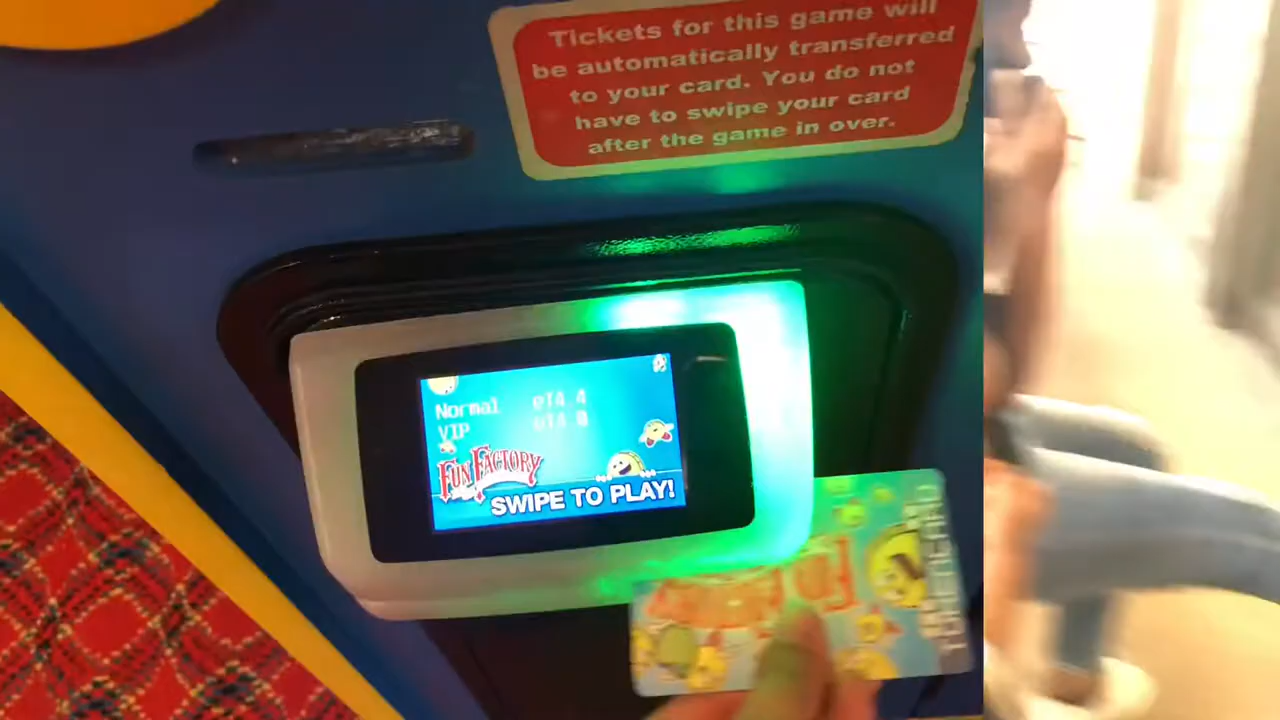 Tickets for this game will
be automatically transferred
to your card. You do not
have to swipe your card
after the game in over.
Normal
VIP
FUN FACTORY
SWIPE TO PLAY!